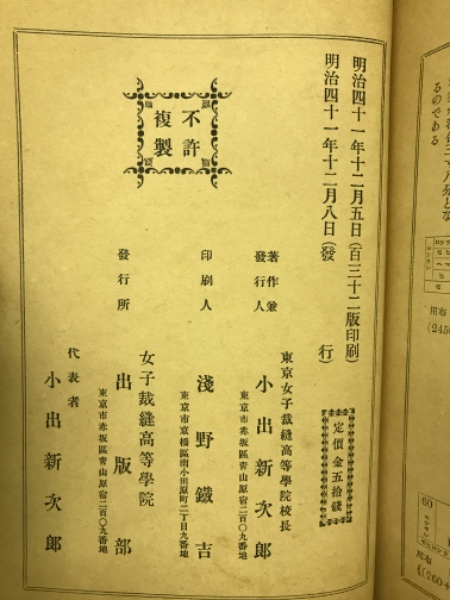 明治四十一年十二月五日(百三十二版印刷)
明治四十一年十二月八日(發行)
定價金五拾錢
不許
複製
著作兼
發行人
東京女子裁縫高等學院校長
小出新次郎
東京市赤坂區青山原宿二百〇九番地
印刷人
淺野鐵吉
東京市京橋區南小田原町二丁目九番地
發行所
女子裁縫高等學院
出版部
東京市赤坂區青山原宿二百〇九番地
代表者
小出新次郎
るのである